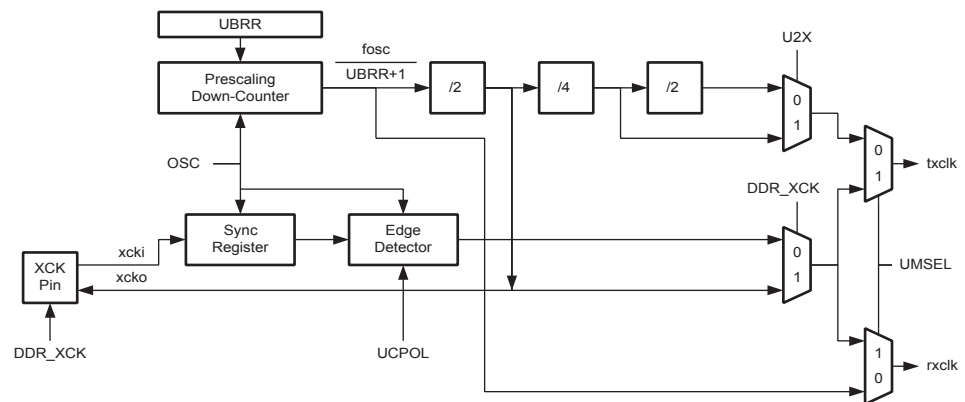 UBRR
fosc
UBRR+1
U2X
Prescaling
Down-Counter
/2
/4
/2
0
1
OSC
0
1
txclk
DDR_XCK
Sync
Register
Edge
Detector
xcki
XCK
Pin
xcko
0
1
UMSEL
DDR_XCK
UCPOL
1
0
rxclk